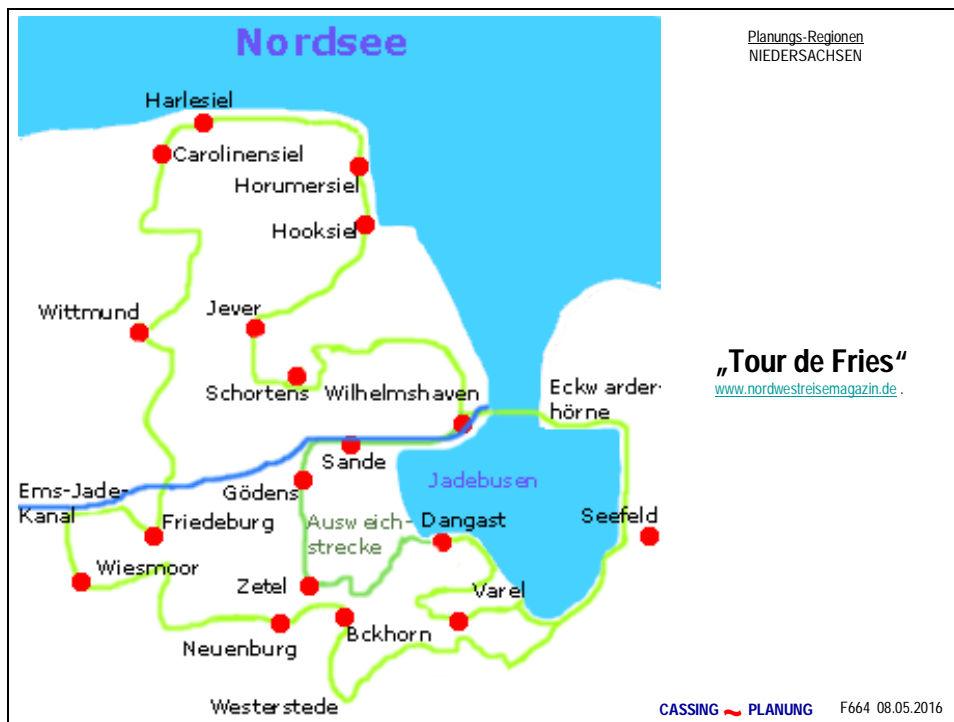 Nordsee
Planungs-Regionen
NIEDERSACHSEN
Harlesiel
Carolinensiel
Horumersiel
Hooksiel
Wittmund
Jever
„Tour de Fries“
www.nordwestreisemagazin.de .
Schortens
Wilhelmshaven
Eckwarder-
hörne
Sande
Jadebusen
Ems-Jade-
Kanal
Gödens
Friedeburg
Ausweich-
strecke
Dangast
Seefeld
Wiesmoor
Zetel
Varel
Neuenburg
Bckhorn
Westerstede
CASSING ~ PLANUNG F664 08.05.2016